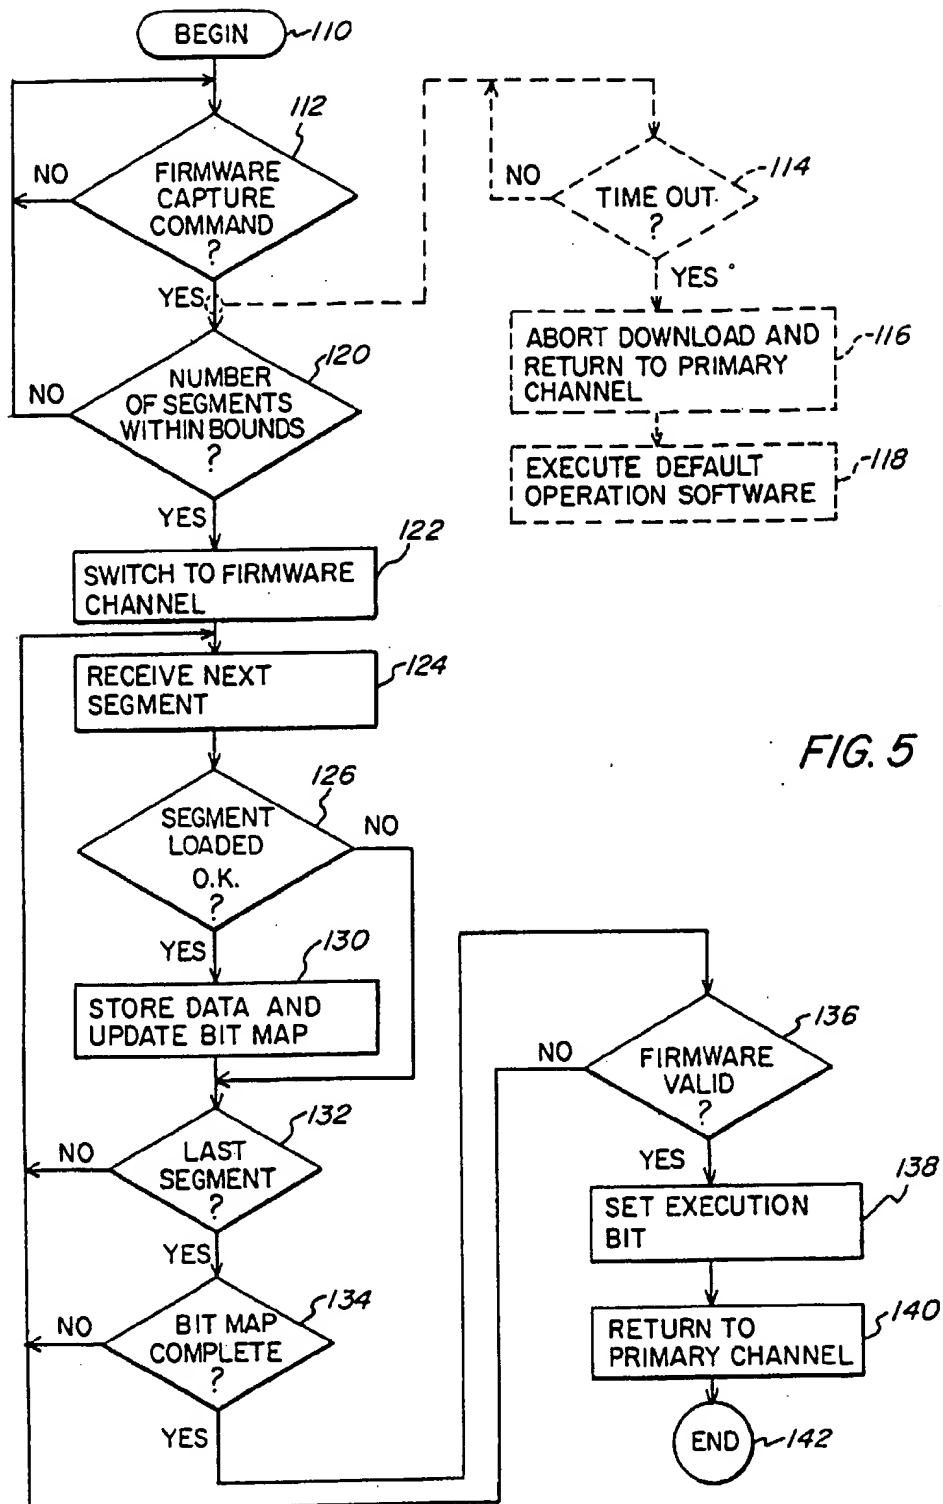 BEGIN
110
112
FIRMWARE
CAPTURE
COMMAND
?
NO
YES
TIME OUT
?
114
NO
YES
ABORT DOWNLOAD AND
RETURN TO PRIMARY
CHANNEL
116
EXECUTE DEFAULT
OPERATION SOFTWARE
118
120
NUMBER
OF SEGMENTS
WITHIN BOUNDS
?
NO
YES
122
SWITCH TO FIRMWARE
CHANNEL
RECEIVE NEXT
SEGMENT
124
126
SEGMENT
LOADED
O.K.
?
NO
YES
130
STORE DATA AND
UPDATE BIT MAP
132
LAST
SEGMENT
?
NO
YES
134
BIT MAP
COMPLETE
?
NO
YES
FIG. 5
136
FIRMWARE
VALID
?
NO
YES
138
SET EXECUTION
BIT
140
RETURN TO
PRIMARY CHANNEL
END
142